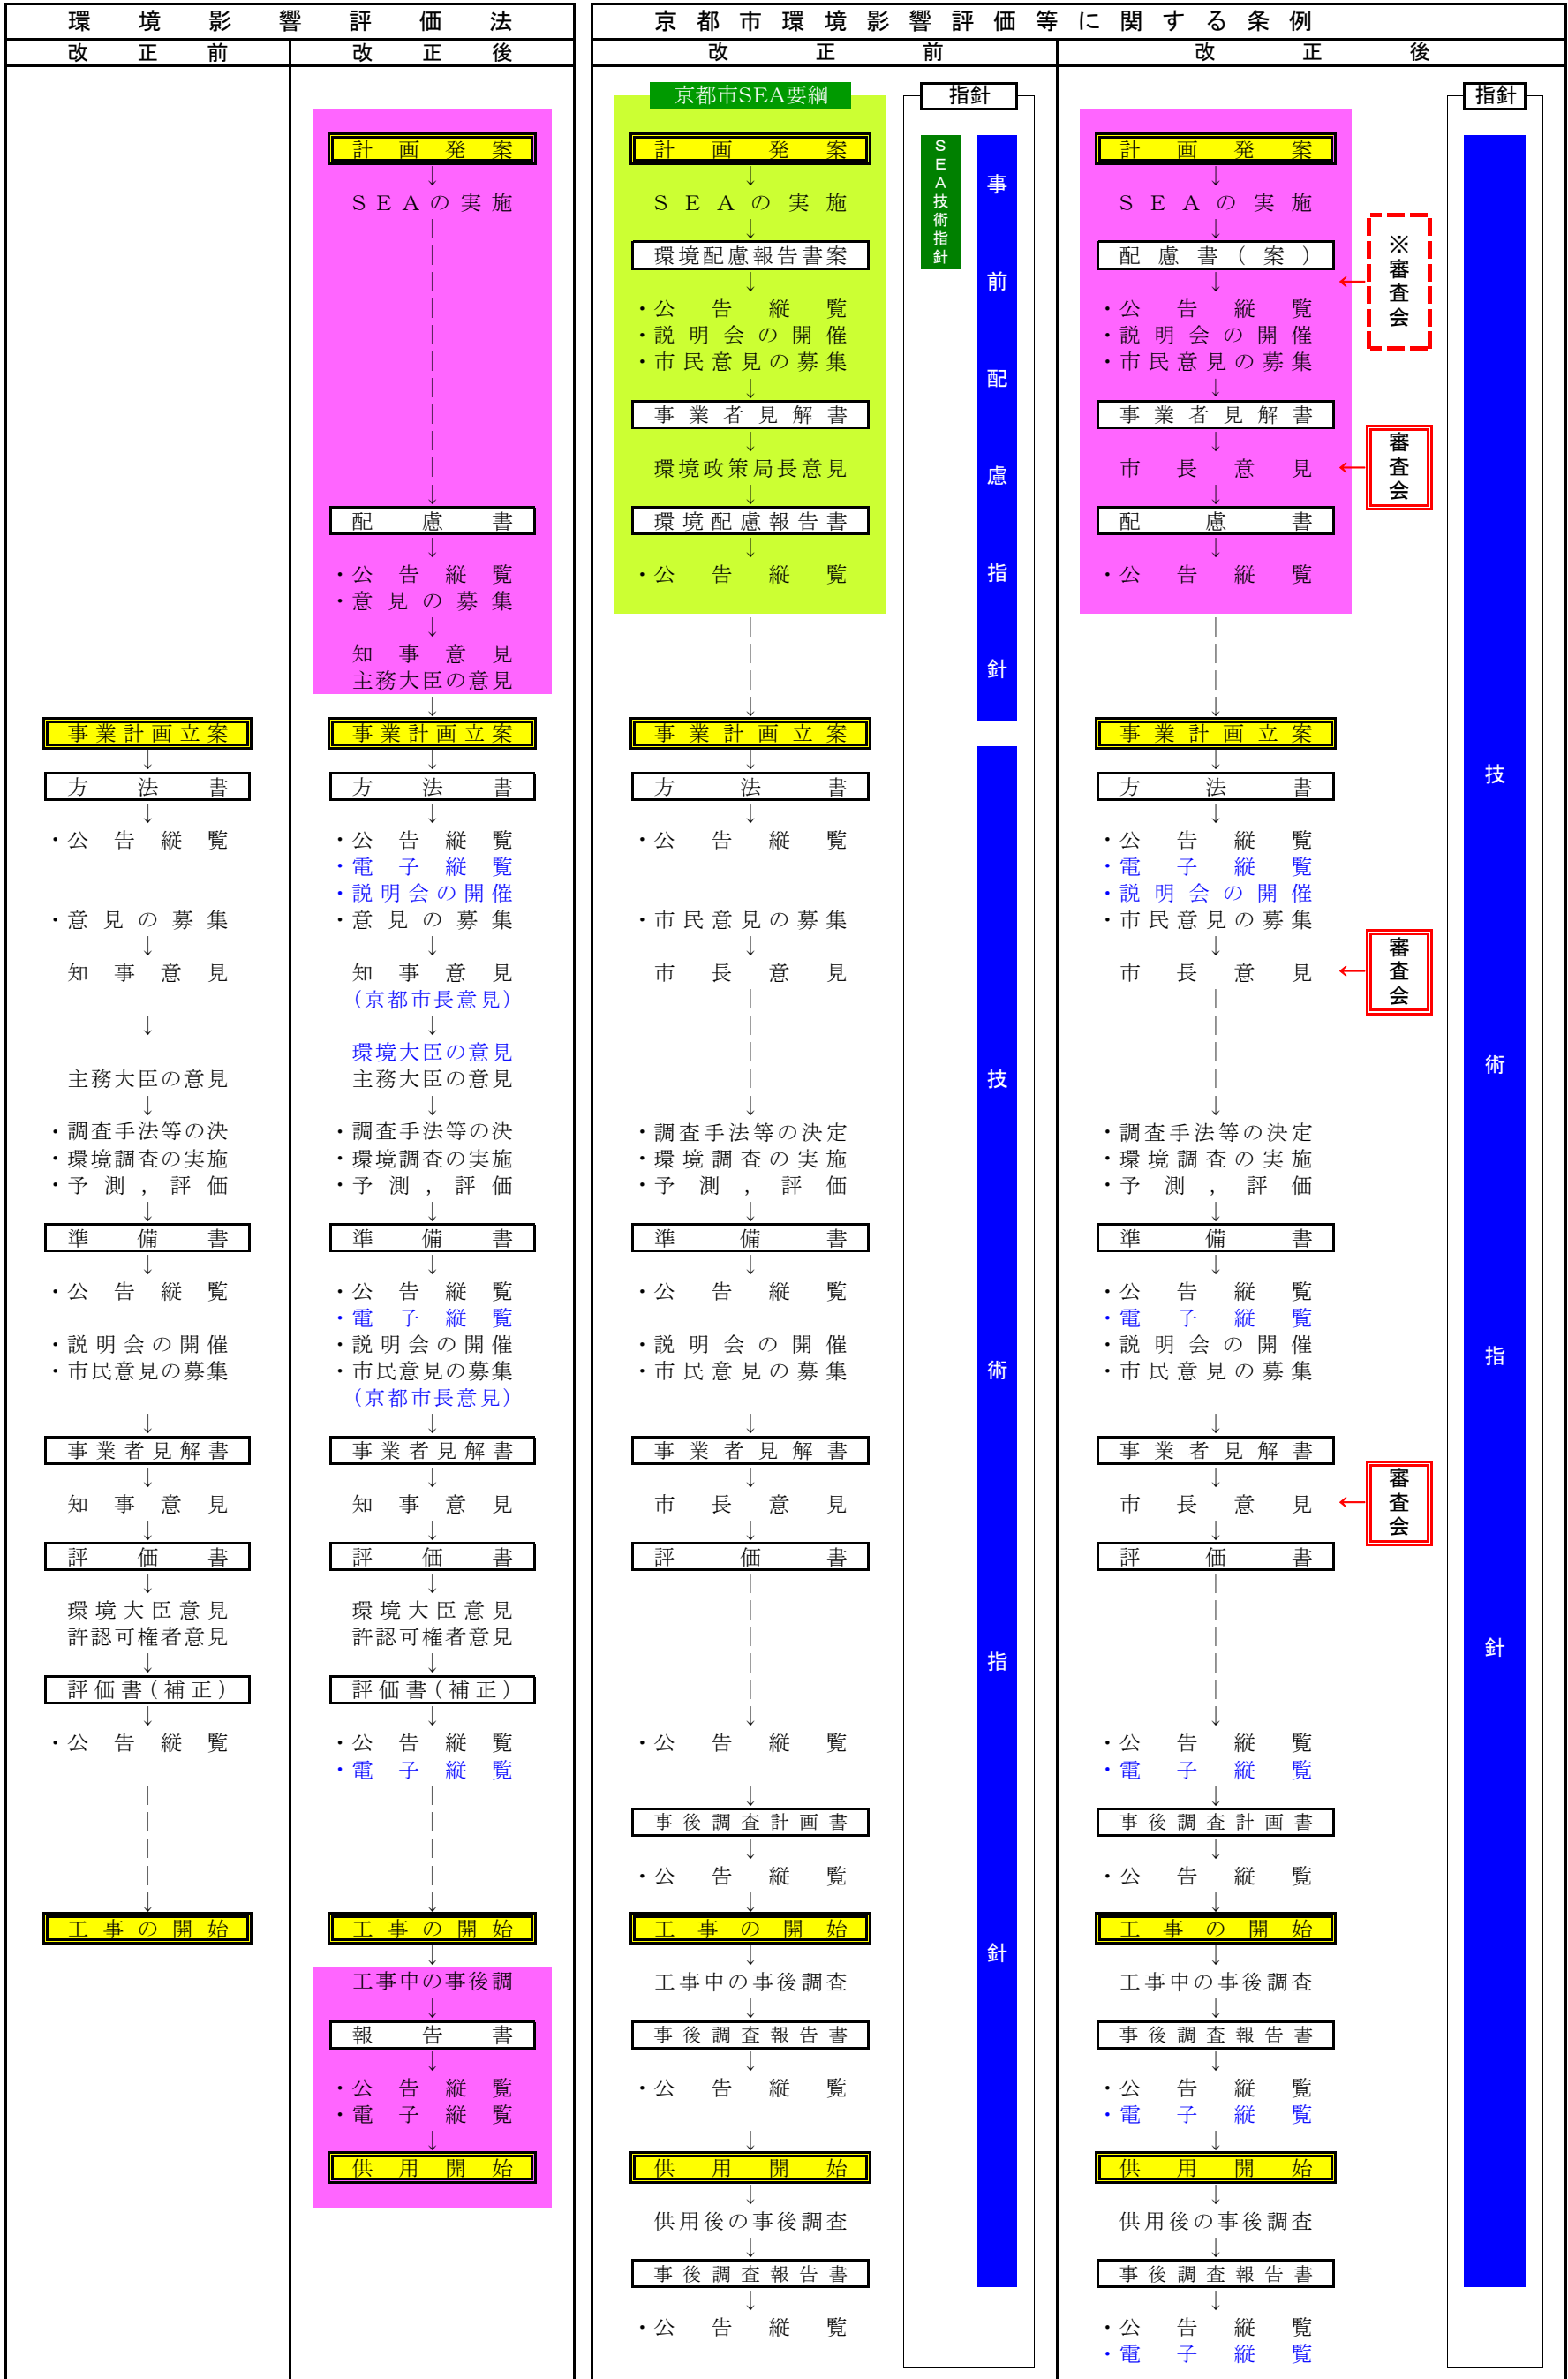 環境影響評価法
改正前
事業計画立案
↓
方法書
↓
・公告縦覧
・意見の募集
↓
知事意見
↓
主務大臣の意見
↓
・調査手法等の決
・環境調査の実施
・予測，評価
↓
準備書
↓
・公告縦覧
・説明会の開催
・市民意見の募集
↓
事業者見解書
↓
知事意見
↓
評価書
↓
環境大臣意見
許認可権者意見
↓
評価書(補正)
↓
・公告縦覧
↓
工事の開始
改正後
計画発案
↓
SEAの実施
↓
配慮書
↓
・公告縦覧
・意見の募集
↓
知事意見
主務大臣の意見
↓
事業計画立案
↓
方法書
↓
・公告縦覧
・電子縦覧
・説明会の開催
・意見の募集
↓
知事意見
(京都市長意見)
↓
環境大臣の意見
主務大臣の意見
↓
・調査手法等の決
・環境調査の実施
・予測，評価
↓
準備書
↓
・公告縦覧
・電子縦覧
・説明会の開催
・市民意見の募集
(京都市長意見)
↓
事業者見解書
↓
知事意見
↓
評価書
↓
環境大臣意見
許認可権者意見
↓
評価書(補正)
↓
・公告縦覧
・電子縦覧
↓
工事の開始
↓
工事中の事後調
↓
報告書
↓
・公告縦覧
・電子縦覧
↓
供用開始
京都市環境影響評価等に関する条例
改正前
京都市SEA要綱
計画発案
↓
SEAの実施
↓
環境配慮報告書案
↓
・公告縦覧
・説明会の開催
・市民意見の募集
↓
事業者見解書
↓
環境政策局長意見
↓
環境配慮報告書
↓
・公告縦覧
↓
事業計画立案
↓
方法書
↓
・公告縦覧
・市民意見の募集
↓
市長意見
↓
・調査手法等の決定
・環境調査の実施
・予測，評価
↓
準備書
↓
・公告縦覧
・説明会の開催
・市民意見の募集
↓
事業者見解書
↓
市長意見
↓
評価書
↓
・公告縦覧
↓
事後調査計画書
↓
・公告縦覧
↓
工事の開始
↓
工事中の事後調査
↓
事後調査報告書
↓
・公告縦覧
↓
供用開始
↓
供用後の事後調査
↓
事後調査報告書
↓
・公告縦覧
指針
SEA技術指針
事前配慮指針
技術指針
改正後
計画発案
↓
SEAの実施
↓
配慮書(案)
↓
・公告縦覧
・説明会の開催
・市民意見の募集
↓
事業者見解書
↓
市長意見
↓
配慮書
↓
・公告縦覧
↓
事業計画立案
↓
方法書
↓
・公告縦覧
・電子縦覧
・説明会の開催
・市民意見の募集
↓
市長意見
↓
・調査手法等の決定
・環境調査の実施
・予測，評価
↓
準備書
↓
・公告縦覧
・電子縦覧
・説明会の開催
・市民意見の募集
↓
事業者見解書
↓
市長意見
↓
評価書
↓
・公告縦覧
・電子縦覧
↓
事後調査計画書
↓
・公告縦覧
↓
工事の開始
↓
工事中の事後調査
↓
事後調査報告書
↓
・公告縦覧
・電子縦覧
↓
供用開始
↓
供用後の事後調査
↓
事後調査報告書
↓
・公告縦覧
・電子縦覧
←※審査会
←審査会
←審査会
←審査会
指針
技術指針